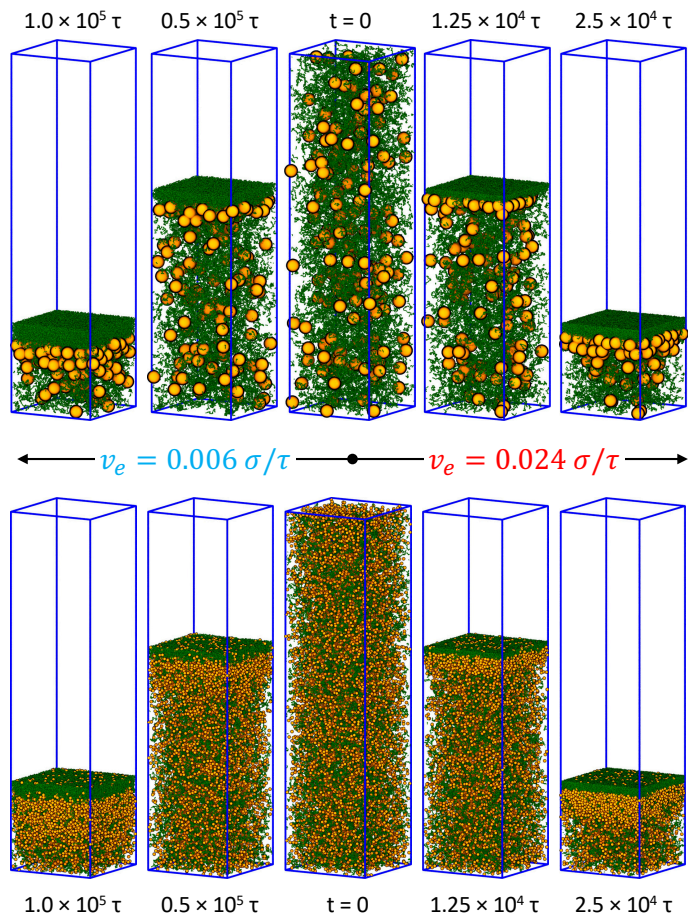 1.0 × 10⁵ τ 0.5 × 10⁵ τ t = 0 1.25 × 10⁴ τ 2.5 × 10⁴ τ
vₑ = 0.006 σ/τ vₑ = 0.024 σ/τ
1.0 × 10⁵ τ 0.5 × 10⁵ τ t = 0 1.25 × 10⁴ τ 2.5 × 10⁴ τ